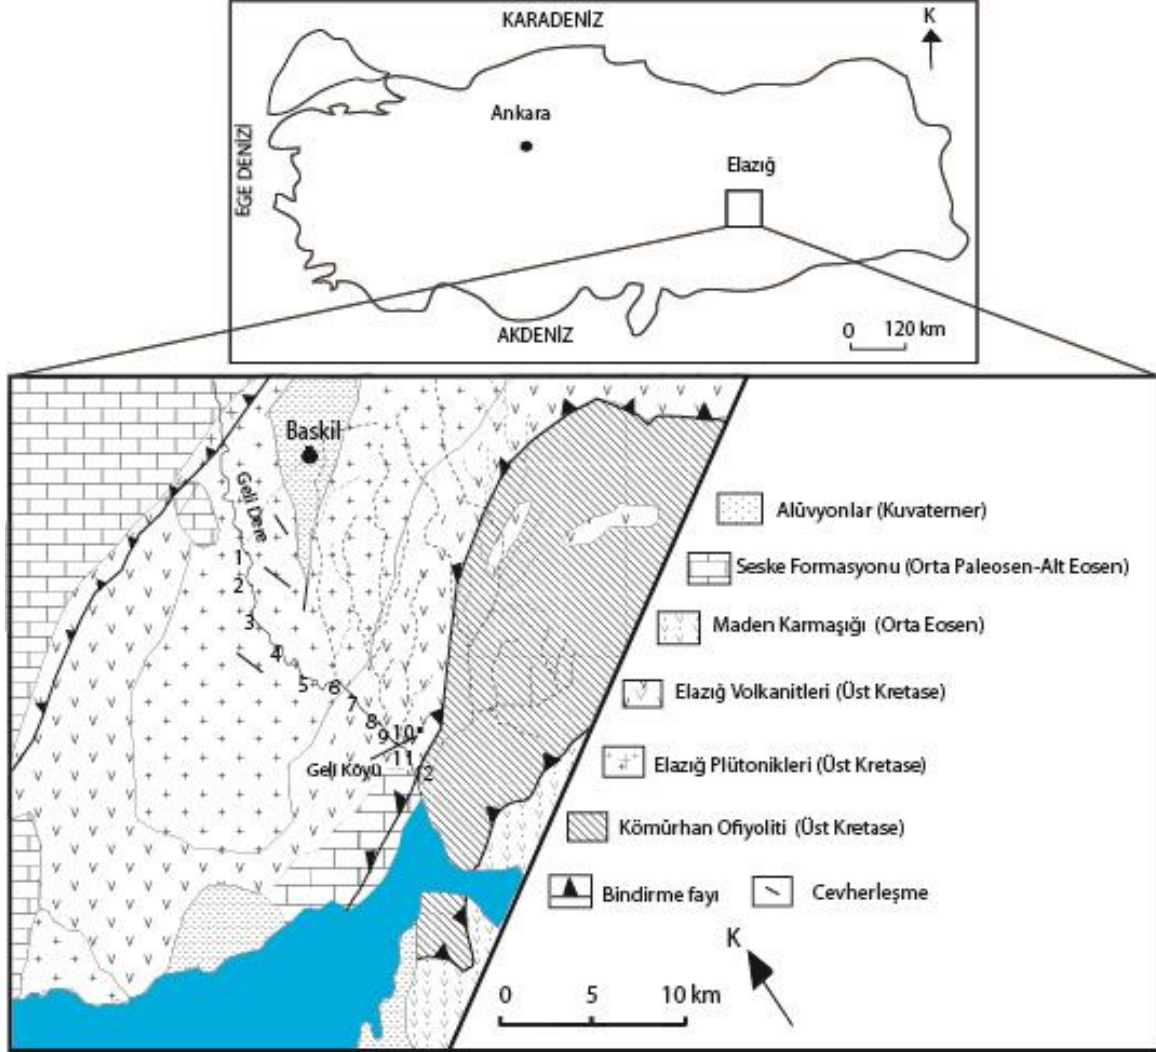 KARADENİZ
K
Ankara
EGE DENİZİ
Elazığ
AKDENİZ
0 120 km
Baskil
Geli Dere
1
2
3
4
5
6
7
8
9
10
11
12
Geli Köyü
Alûvyonlar (Kuvaterner)
Seske Formasyonu (Orta Paleosen-Alt Eosen)
Maden Karmaşığı (Orta Eosen)
Elazığ Volkanitleri (Üst Kretase)
Elazığ Plütonikleri (Üst Kretase)
Kömûrhan Ofiyoliti (Üst Kretase)
Bindirme fayı
Cevherleşme
K
0 5 10 km